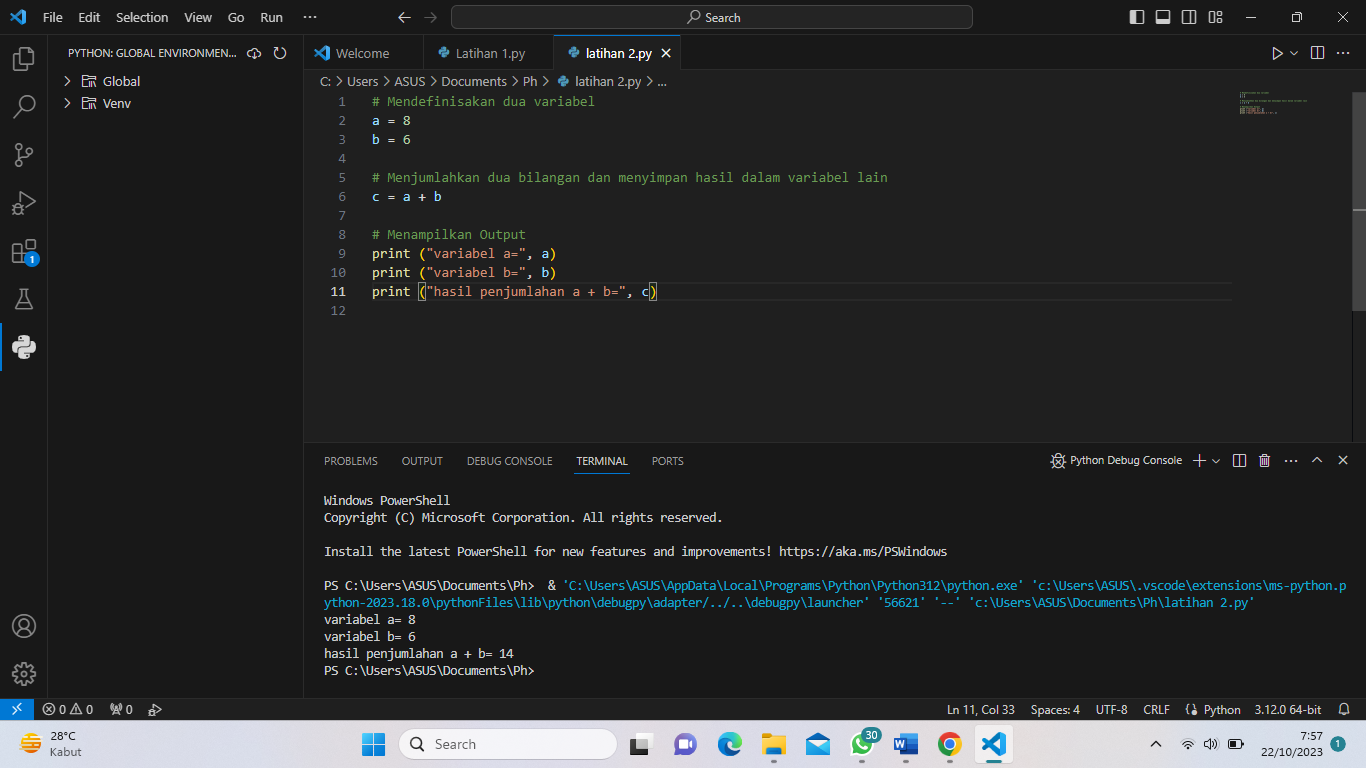 File Edit Selection View Go Run ··· Search
PYTHON: GLOBAL ENVIRONMEN...
Global
Venv
1
Welcome Latihan 1.py latihan 2.py
C: > Users > ASUS > Documents > Ph > latihan 2.py > ...
1 # Mendefinisakan dua variabel
2 a = 8
3 b = 6
4
5 # Menjumlahkan dua bilangan dan menyimpan hasil dalam variabel lain
6 c = a + b
7
8 # Menampilkan Output
9 print ("variabel a=", a)
10 print ("variabel b=", b)
11 print ("hasil penjumlahan a + b=", c)
12
PROBLEMS OUTPUT DEBUG CONSOLE TERMINAL PORTS Python Debug Console
Windows PowerShell
Copyright (C) Microsoft Corporation. All rights reserved.
Install the latest PowerShell for new features and improvements! https://aka.ms/PSWindows
PS C:\Users\ASUS\Documents\Ph>  & 'C:\Users\ASUS\AppData\Local\Programs\Python\Python312\python.exe' 'c:\Users\ASUS\.vscode\extensions\ms-python.p
ython-2023.18.0\pythonFiles\lib\python\debugpy\adapter/../..\debugpy\launcher' '56621' '--' 'c:\Users\ASUS\Documents\Ph\latihan 2.py'
variabel a= 8
variabel b= 6
hasil penjumlahan a + b= 14
PS C:\Users\ASUS\Documents\Ph>
0 0 0 Ln 11, Col 33 Spaces: 4 UTF-8 CRLF Python 3.12.0 64-bit
28°C
Kabut
Search
30
7:57
22/10/2023
1